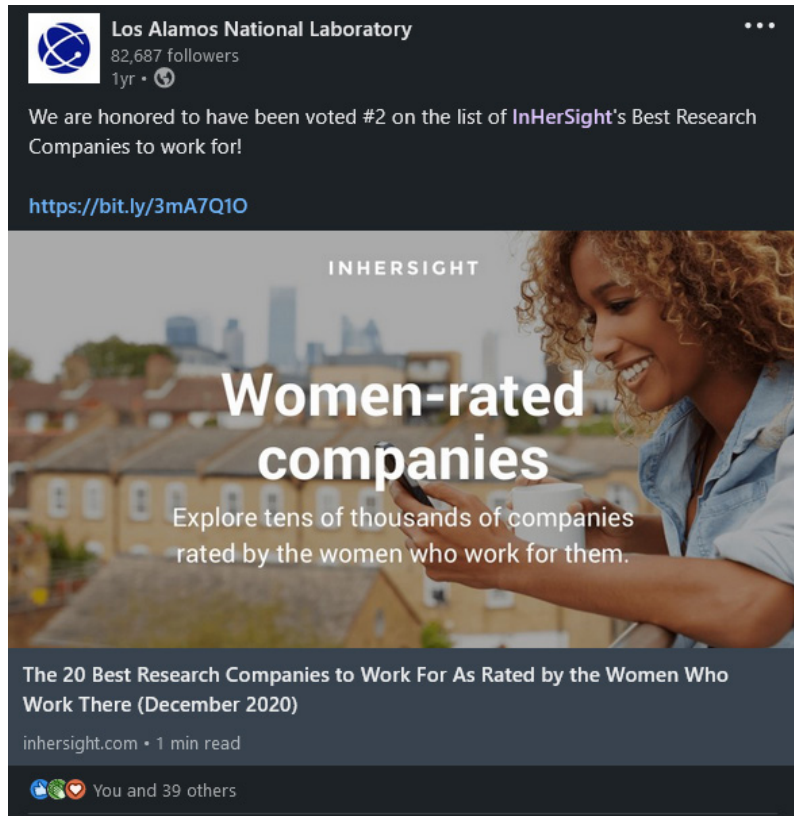 Los Alamos National Laboratory
82,687 followers
1yr •
We are honored to have been voted #2 on the list of InHerSight's Best Research
Companies to work for!
https://bit.ly/3mA7Q1O
INHERSIGHT
Women-rated
companies
Explore tens of thousands of companies
rated by the women who work for them.
The 20 Best Research Companies to Work For As Rated by the Women Who
Work There (December 2020)
inhersight.com • 1 min read
You and 39 others